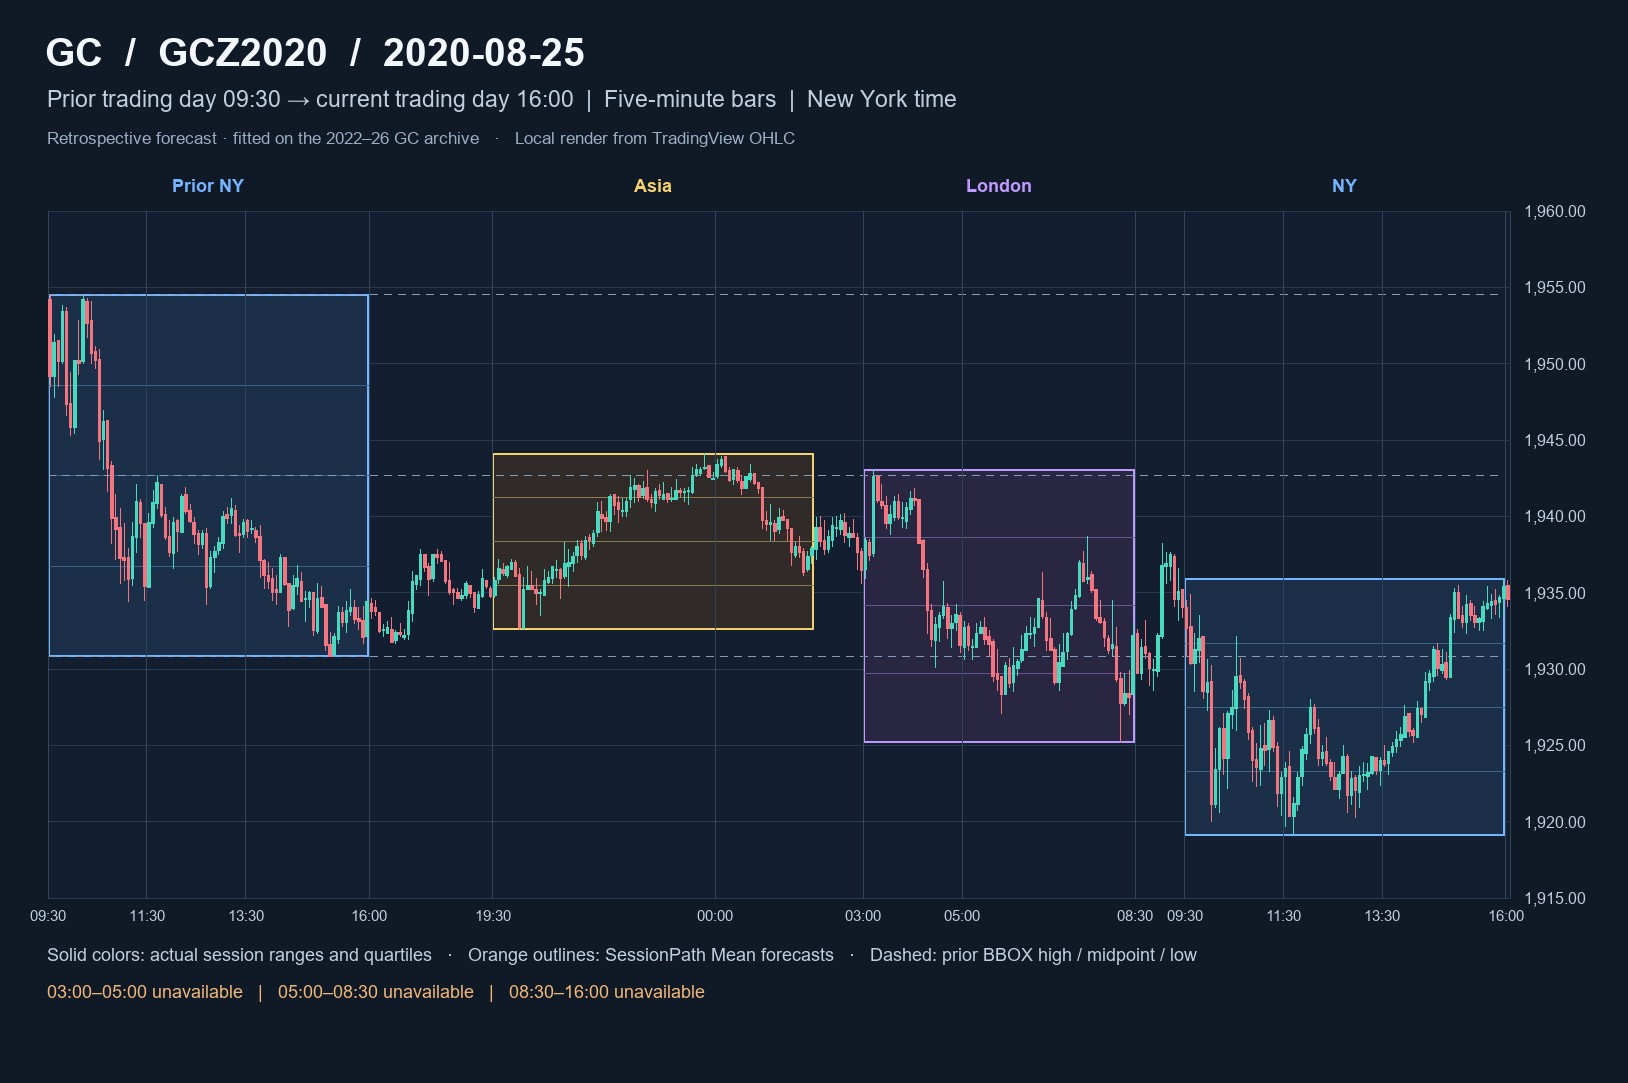 GC / GCZ2020 / 2020-08-25
Prior trading day 09:30 → current trading day 16:00 | Five-minute bars | New York time
Retrospective forecast · fitted on the 2022–26 GC archive · Local render from TradingView OHLC
Prior NY Asia London NY
1,960.00
1,955.00
1,950.00
1,945.00
1,940.00
1,935.00
1,930.00
1,925.00
1,920.00
1,915.00
09:30 11:30 13:30 16:00 19:30 00:00 03:00 05:00 08:30 09:30 11:30 13:30 16:00
Solid colors: actual session ranges and quartiles · Orange outlines: SessionPath Mean forecasts · Dashed: prior BBOX high / midpoint / low
03:00–05:00 unavailable | 05:00–08:30 unavailable | 08:30–16:00 unavailable